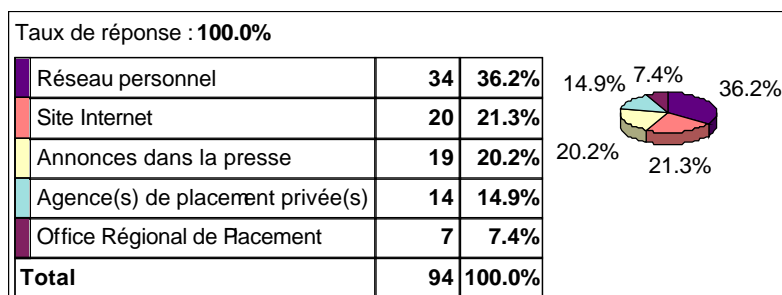 Taux de réponse : 100.0%
Réseau personnel 34 36.2%
Site Internet 20 21.3%
Annonces dans la presse 19 20.2%
Agence(s) de placement privée(s) 14 14.9%
Office Régional de Placement 7 7.4%
Total 94 100.0%
14.9% 7.4% 36.2%
20.2% 21.3%